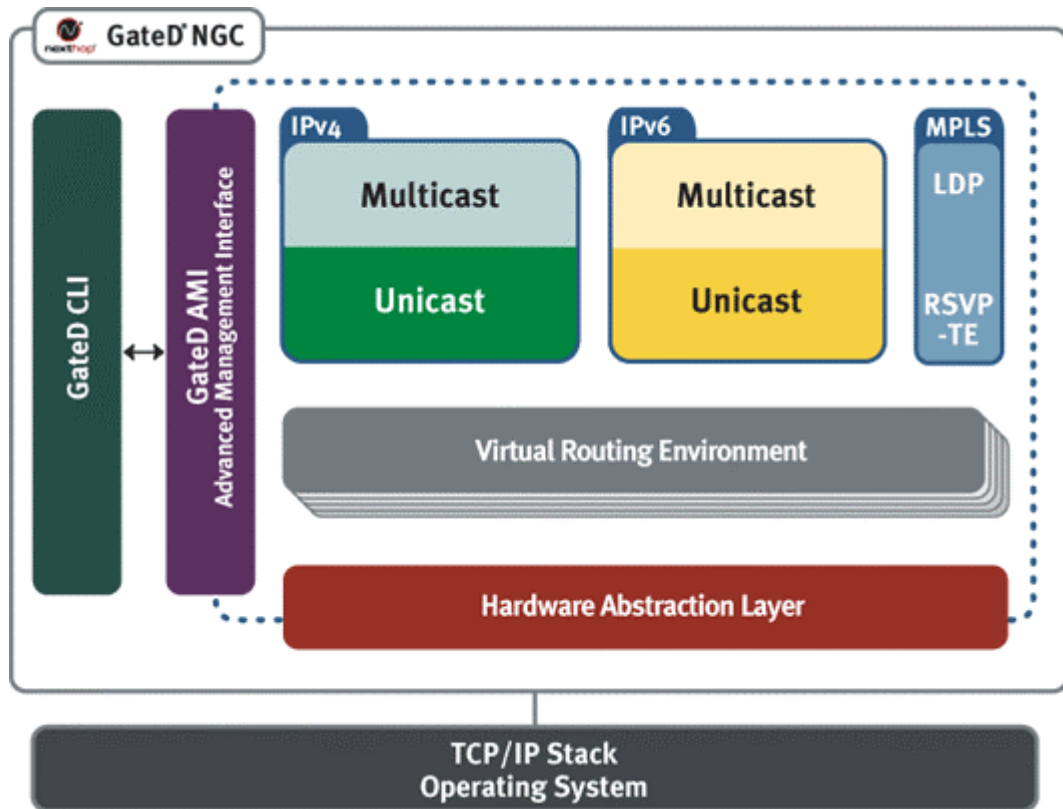 nexthop GateD® NGC
GateD CLI
GateD AMI
Advanced Management Interface
IPv4
Multicast
Unicast
IPv6
Multicast
Unicast
MPLS
LDP
RSVP
-TE
Virtual Routing Environment
Hardware Abstraction Layer
TCP/IP Stack
Operating System